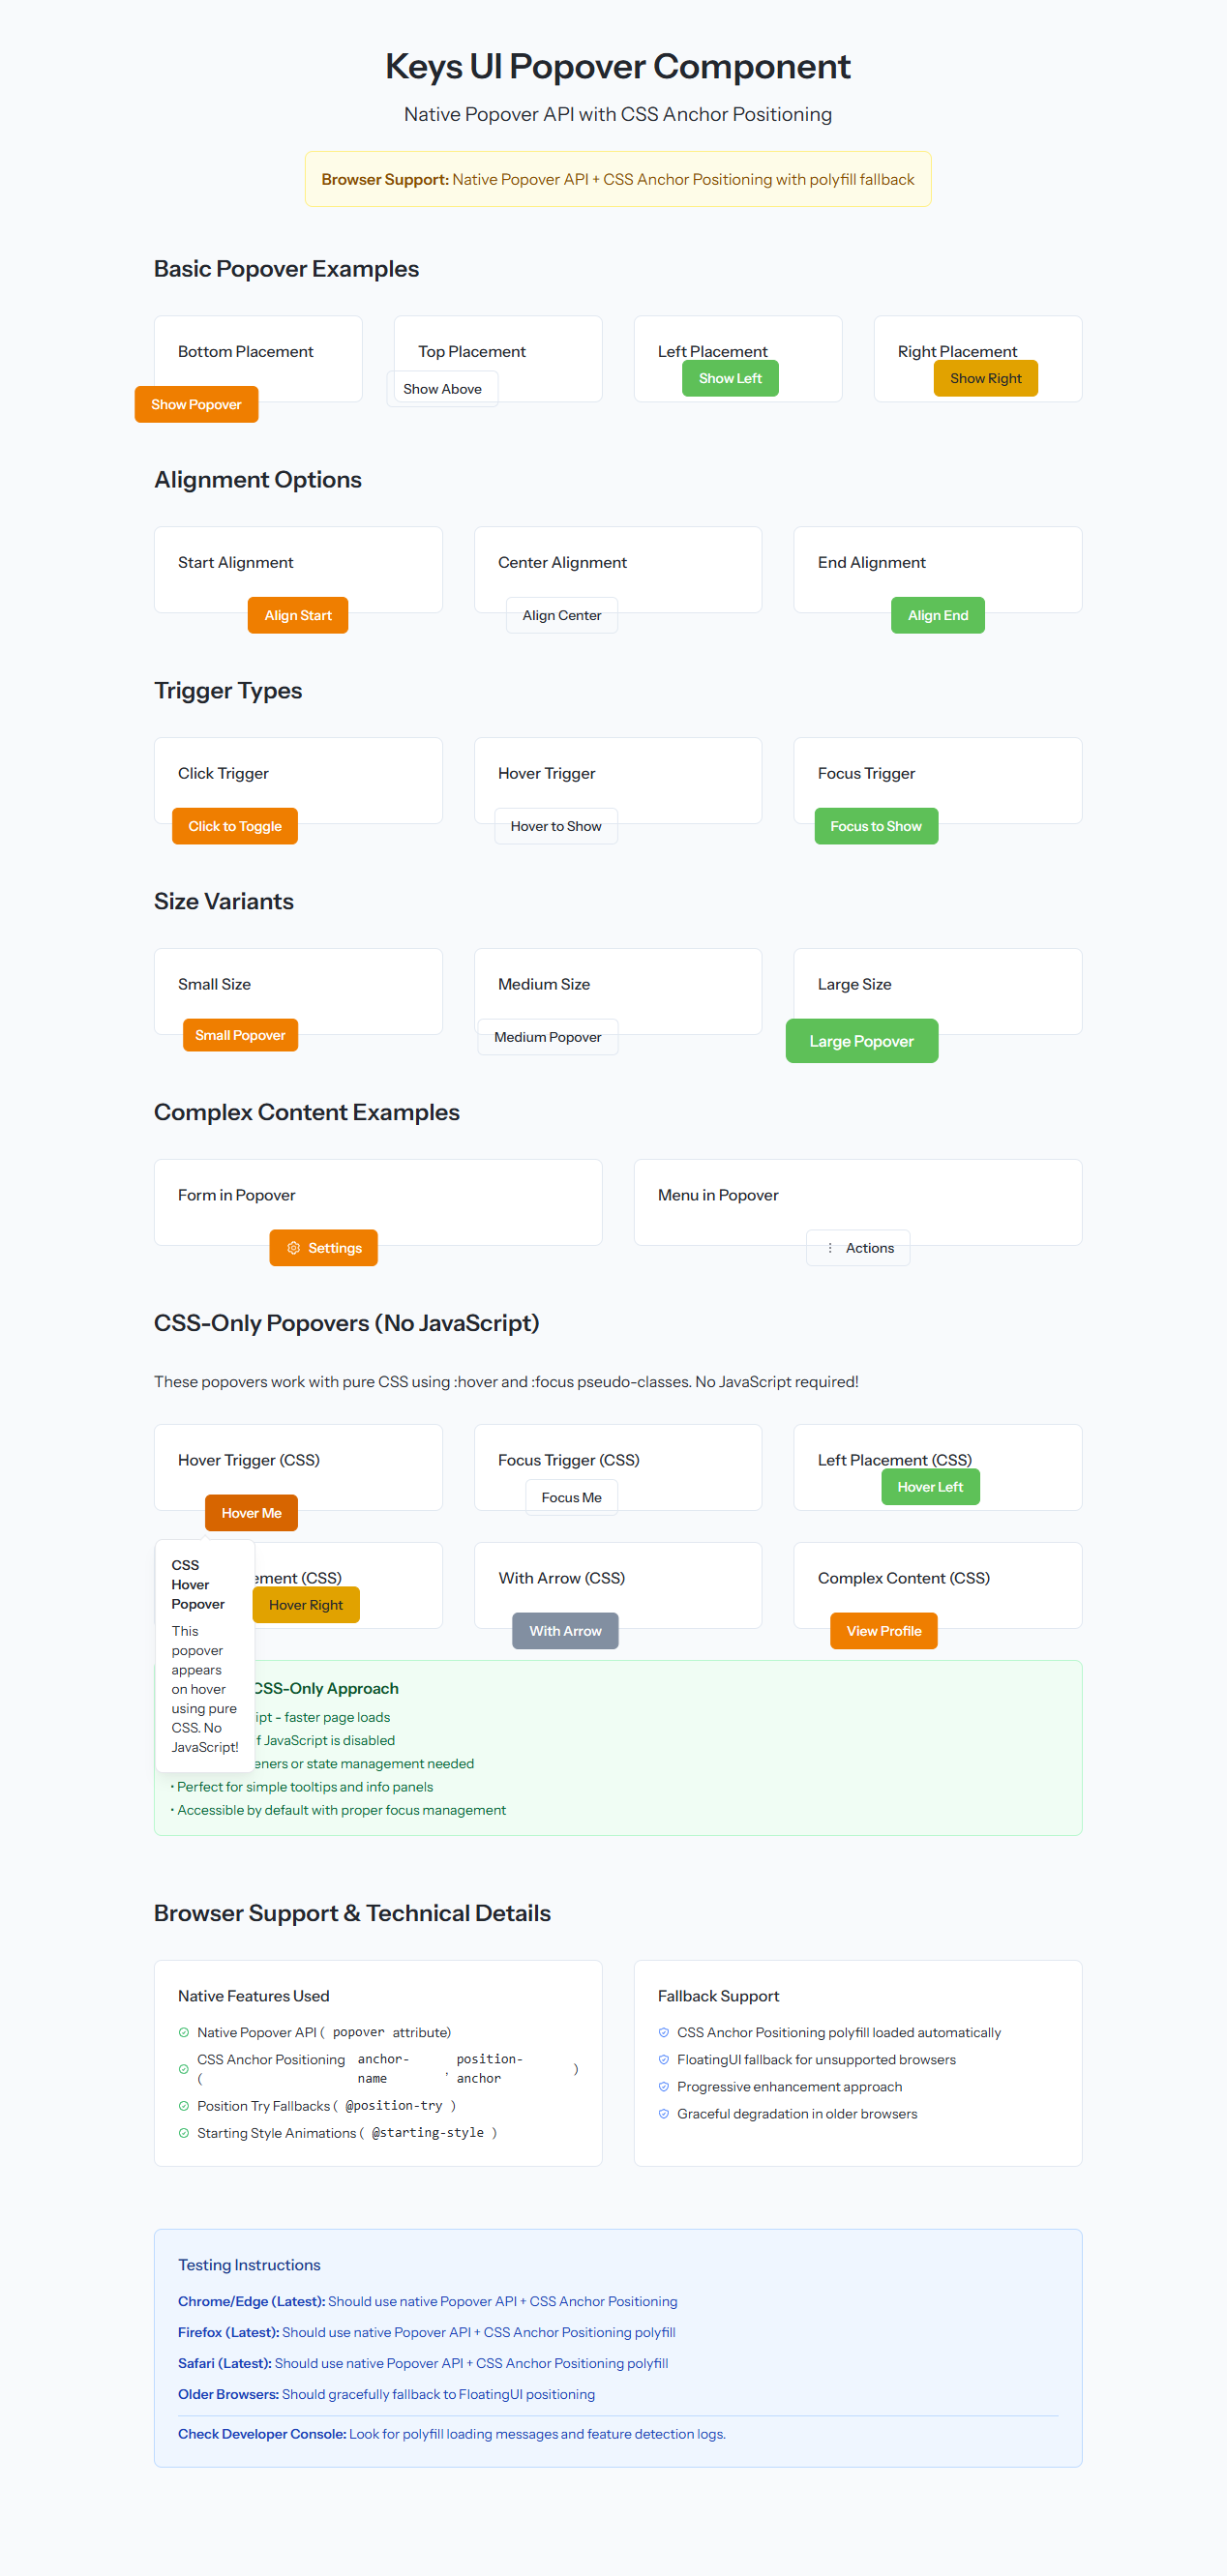 Keys UI Popover Component
Native Popover API with CSS Anchor Positioning
Browser Support: Native Popover API + CSS Anchor Positioning with polyfill fallback
Basic Popover Examples
Bottom Placement
Show Popover
Top Placement
Show Above
Left Placement
Show Left
Right Placement
Show Right
Alignment Options
Start Alignment
Align Start
Center Alignment
Align Center
End Alignment
Align End
Trigger Types
Click Trigger
Click to Toggle
Hover Trigger
Hover to Show
Focus Trigger
Focus to Show
Size Variants
Small Size
Small Popover
Medium Size
Medium Popover
Large Size
Large Popover
Complex Content Examples
Form in Popover
Settings
Menu in Popover
Actions
CSS-Only Popovers (No JavaScript)
These popovers work with pure CSS using :hover and :focus pseudo-classes. No JavaScript required!
Hover Trigger (CSS)
Hover Me
Focus Trigger (CSS)
Focus Me
Left Placement (CSS)
Hover Left
CSS
Hover
Popover
This
popover
appears
on hover
using pure
CSS. No
JavaScript!
(CSS)
Hover Right
With Arrow (CSS)
With Arrow
Complex Content (CSS)
View Profile
CSS-Only Approach
- faster page loads
if JavaScript is disabled
or state management needed
• Perfect for simple tooltips and info panels
• Accessible by default with proper focus management
Browser Support & Technical Details
Native Features Used
Native Popover API ( popover attribute)
CSS Anchor Positioning ( anchor-name , position-anchor )
Position Try Fallbacks ( @position-try )
Starting Style Animations ( @starting-style )
Fallback Support
CSS Anchor Positioning polyfill loaded automatically
FloatingUI fallback for unsupported browsers
Progressive enhancement approach
Graceful degradation in older browsers
Testing Instructions
Chrome/Edge (Latest): Should use native Popover API + CSS Anchor Positioning
Firefox (Latest): Should use native Popover API + CSS Anchor Positioning polyfill
Safari (Latest): Should use native Popover API + CSS Anchor Positioning polyfill
Older Browsers: Should gracefully fallback to FloatingUI positioning
Check Developer Console: Look for polyfill loading messages and feature detection logs.